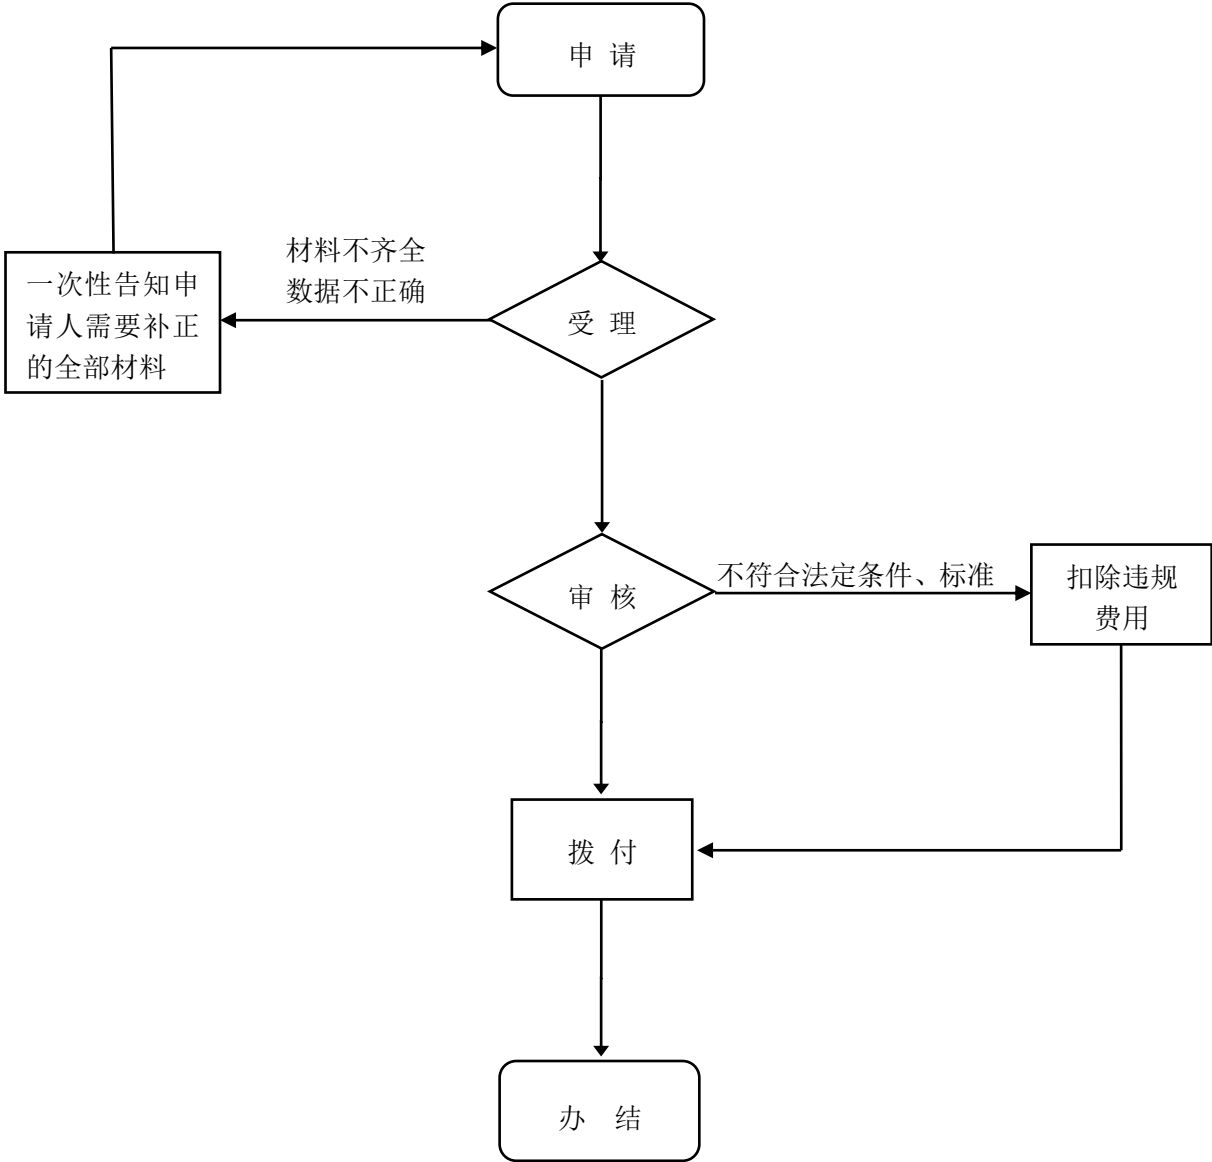 申 请
材料不齐全
数据不正确
一次性告知申
请人需要补正
的全部材料
受 理
审 核
不符合法定条件、标准
扣除违规
费用
拨 付
办 结